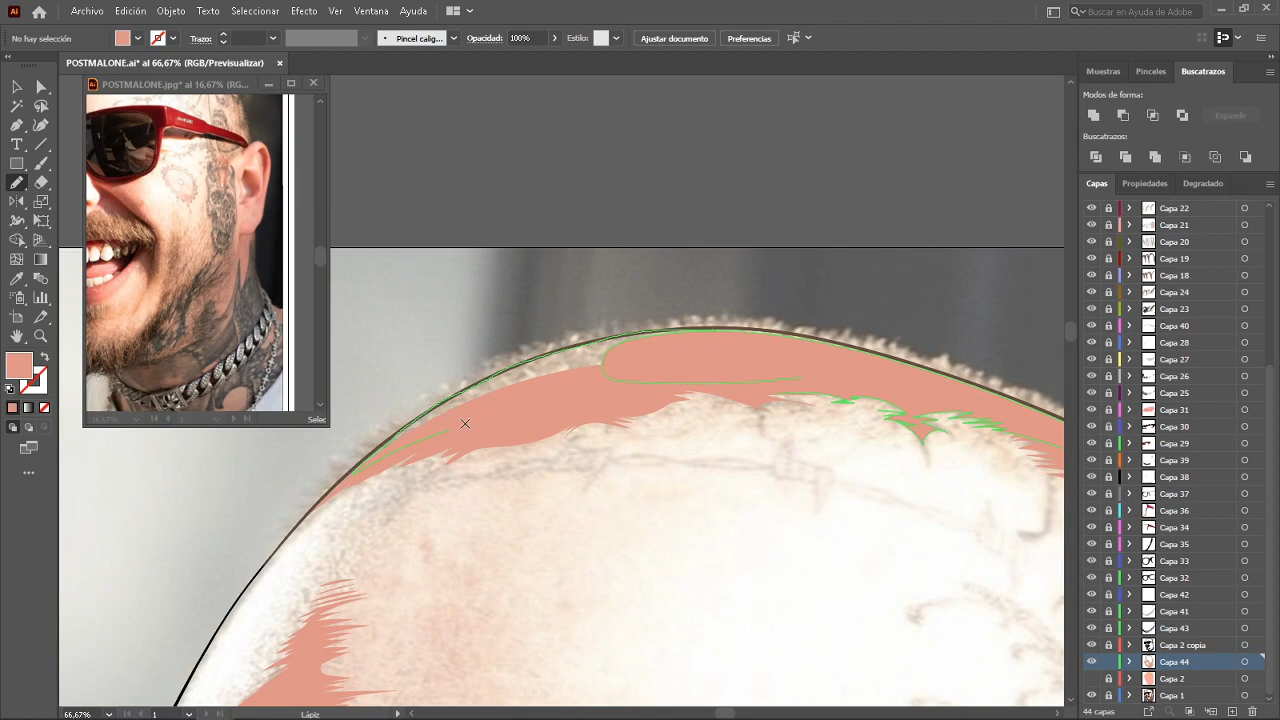 Ai Archivo Edición Objeto Texto Seleccionar Efecto Ver Ventana Ayuda Buscar en Ayuda de Adobe
No hay selección Trazo: Pincel calig... Opacidad: 100% Estilo: Ajustar documento Preferencias
POSTMALONE.ai* al 66,67% (RGB/Previsualizar) ×
POSTMALONE.jpg* al 16,67% (RG...
Muestras Pinceles Buscatrazos
Modos de forma:
Expandir
Buscatrazos:
Capas Propiedades Degradado
Capa 22
Capa 21
Capa 20
Capa 19
Capa 18
Capa 24
Capa 23
Capa 40
Capa 28
Capa 27
Capa 26
Capa 25
Capa 31
Capa 30
Capa 29
Capa 39
Capa 38
Capa 37
Capa 36
Capa 34
Capa 35
Capa 33
Capa 32
Capa 42
Capa 41
Capa 43
Capa 2 copia
Capa 44
Capa 2
Capa 1
16,67% 1 Selec
66,67% 1 Lápiz
44 capas